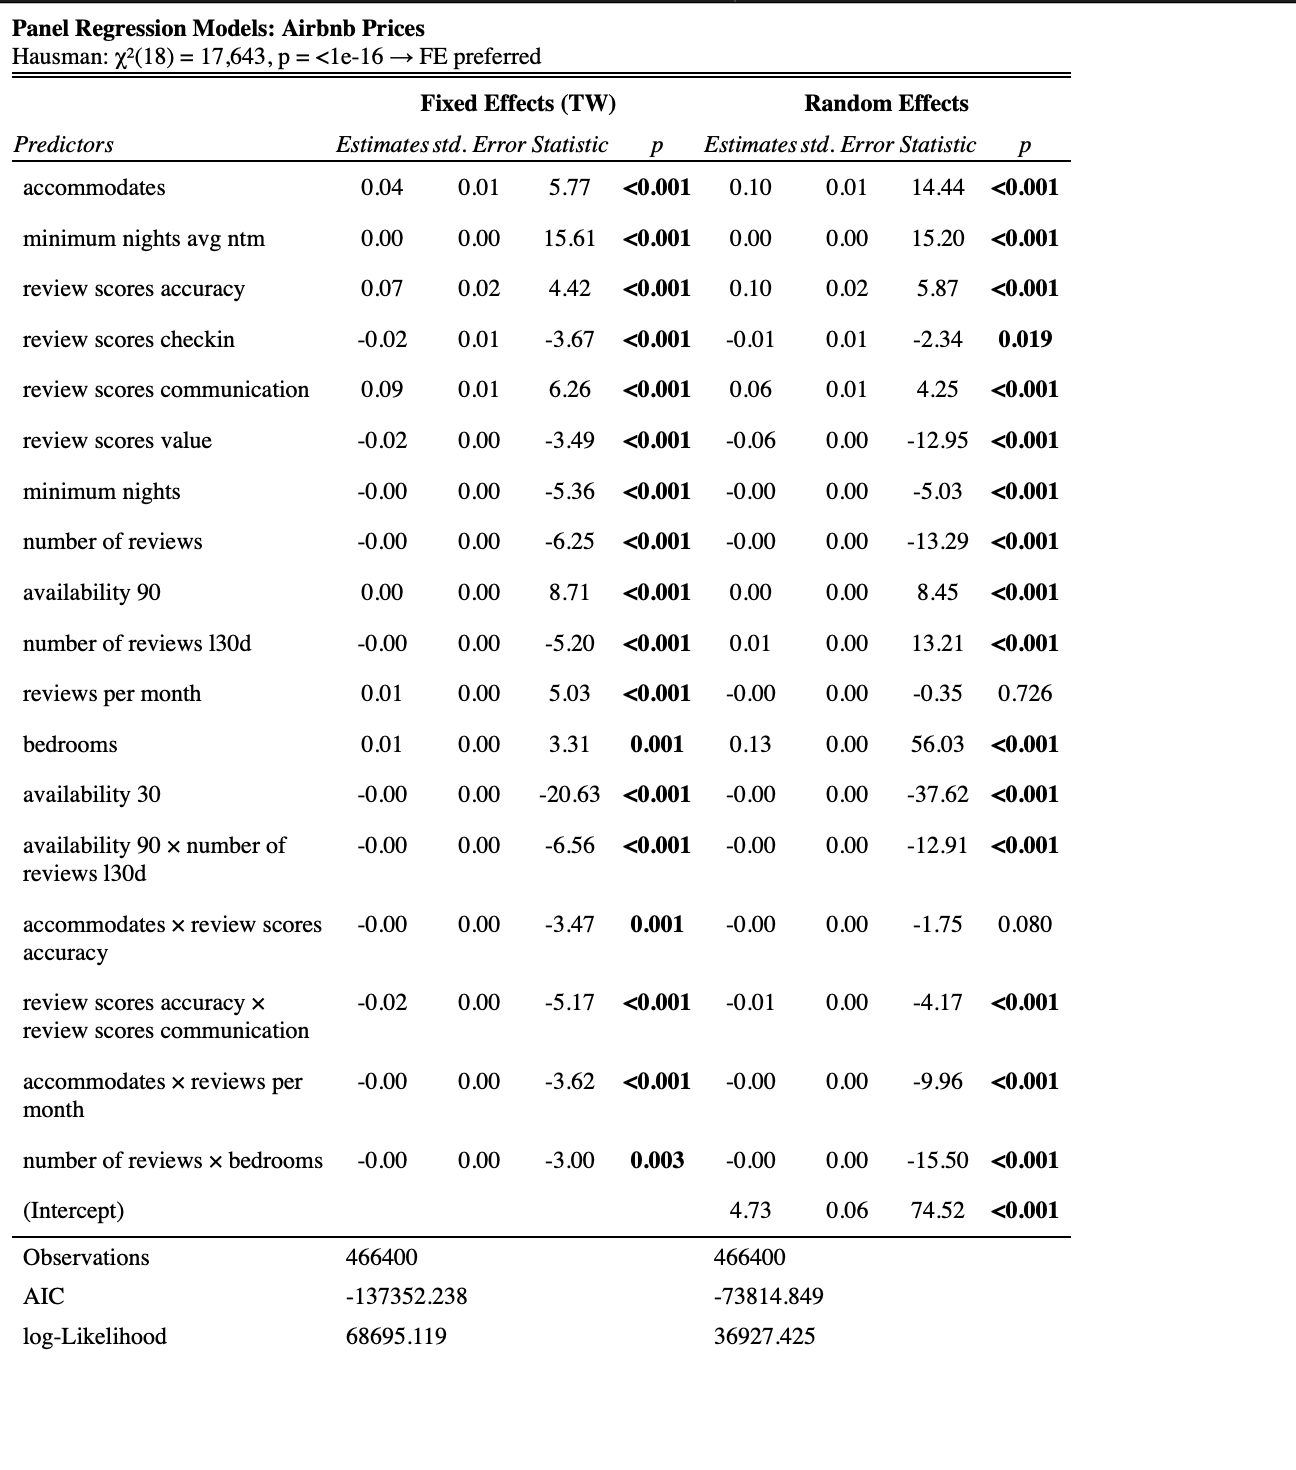 Panel Regression Models: Airbnb Prices
Hausman: χ²(18) = 17,643, p = <1e-16 → FE preferred
Fixed Effects (TW) Random Effects
Predictors Estimates std. Error Statistic p Estimates std. Error Statistic p
accommodates 0.04 0.01 5.77 <0.001 0.10 0.01 14.44 <0.001
minimum nights avg ntm 0.00 0.00 15.61 <0.001 0.00 0.00 15.20 <0.001
review scores accuracy 0.07 0.02 4.42 <0.001 0.10 0.02 5.87 <0.001
review scores checkin -0.02 0.01 -3.67 <0.001 -0.01 0.01 -2.34 0.019
review scores communication 0.09 0.01 6.26 <0.001 0.06 0.01 4.25 <0.001
review scores value -0.02 0.00 -3.49 <0.001 -0.06 0.00 -12.95 <0.001
minimum nights -0.00 0.00 -5.36 <0.001 -0.00 0.00 -5.03 <0.001
number of reviews -0.00 0.00 -6.25 <0.001 -0.00 0.00 -13.29 <0.001
availability 90 0.00 0.00 8.71 <0.001 0.00 0.00 8.45 <0.001
number of reviews l30d -0.00 0.00 -5.20 <0.001 0.01 0.00 13.21 <0.001
reviews per month 0.01 0.00 5.03 <0.001 -0.00 0.00 -0.35 0.726
bedrooms 0.01 0.00 3.31 0.001 0.13 0.00 56.03 <0.001
availability 30 -0.00 0.00 -20.63 <0.001 -0.00 0.00 -37.62 <0.001
availability 90 × number of -0.00 0.00 -6.56 <0.001 -0.00 0.00 -12.91 <0.001
reviews l30d
accommodates × review scores -0.00 0.00 -3.47 0.001 -0.00 0.00 -1.75 0.080
accuracy
review scores accuracy × -0.02 0.00 -5.17 <0.001 -0.01 0.00 -4.17 <0.001
review scores communication
accommodates × reviews per -0.00 0.00 -3.62 <0.001 -0.00 0.00 -9.96 <0.001
month
number of reviews × bedrooms -0.00 0.00 -3.00 0.003 -0.00 0.00 -15.50 <0.001
(Intercept) 4.73 0.06 74.52 <0.001
Observations 466400 466400
AIC -137352.238 -73814.849
log-Likelihood 68695.119 36927.425